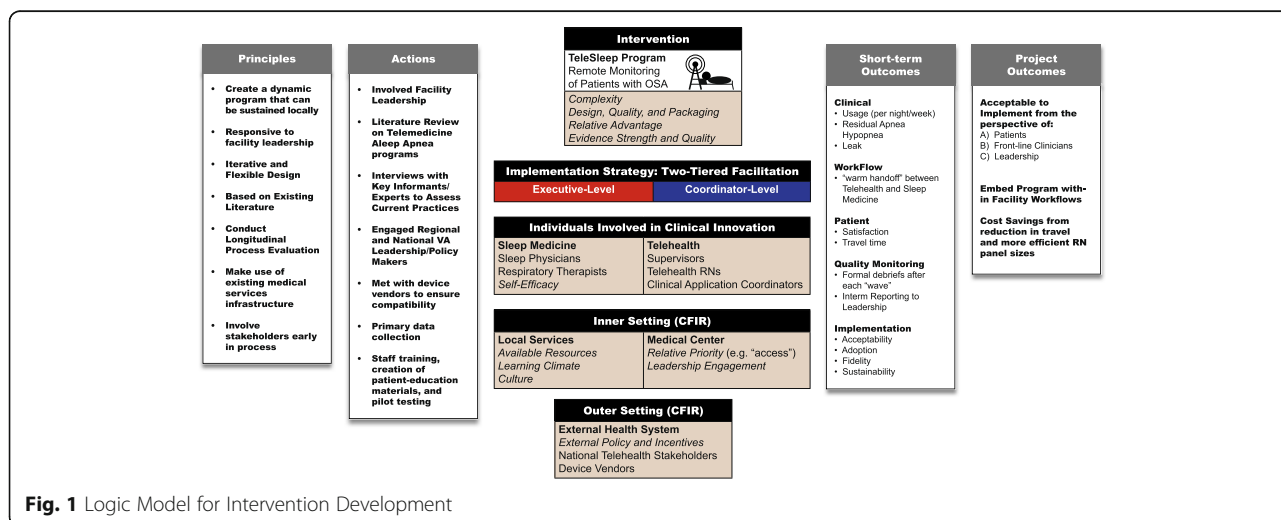 Principles
• Create a dynamic
program that can
be sustained locally
• Responsive to
facility leadership
• Iterative and
Flexible Design
• Based on Existing
Literature
• Conduct
Longitudinal
Process Evaluation
• Make use of
existing medical
services
infrastructure
• Involve
stakeholders early
in process
Actions
• Involved Facility
Leadership
• Literature Review
on Telemedicine
Aleep Apnea
programs
• Interviews with
Key Informants/
Experts to Assess
Current Practices
• Engaged Regional
and National VA
Leadership/Policy
Makers
• Met with device
vendors to ensure
compatibility
• Primary data
collection
• Staff training,
creation of
patient-education
materials, and
pilot testing
Intervention
TeleSleep Program
Remote Monitoring
of Patients with OSA
Complexity
Design, Quality, and Packaging
Relative Advantage
Evidence Strength and Quality
Implementation Strategy: Two-Tiered Facilitation
Executive-Level
Coordinator-Level
Individuals Involved in Clinical Innovation
Sleep Medicine
Sleep Physicians
Respiratory Therapists
Self-Efficacy
Telehealth
Supervisors
Telehealth RNs
Clinical Application Coordinators
Inner Setting (CFIR)
Local Services
Available Resources
Learning Climate
Culture
Medical Center
Relative Priority (e.g. “access”)
Leadership Engagement
Outer Setting (CFIR)
External Health System
External Policy and Incentives
National Telehealth Stakeholders
Device Vendors
Short-term
Outcomes
Clinical
• Usage (per night/week)
• Residual Apnea
Hypopnea
• Leak
WorkFlow
• “warm handoff” between
Telehealth and Sleep
Medicine
Patient
• Satisfaction
• Travel time
Quality Monitoring
• Formal debriefs after
each “wave”
• Interm Reporting to
Leadership
Implementation
• Acceptability
• Adoption
• Fidelity
• Sustainability
Project
Outcomes
Acceptable to
Implement from the
perspective of:
A) Patients
B) Front-line Clinicians
C) Leadership
Embed Program with-
in Facility Workflows
Cost Savings from
reduction in travel
and more efficient RN
panel sizes
Fig. 1 Logic Model for Intervention Development